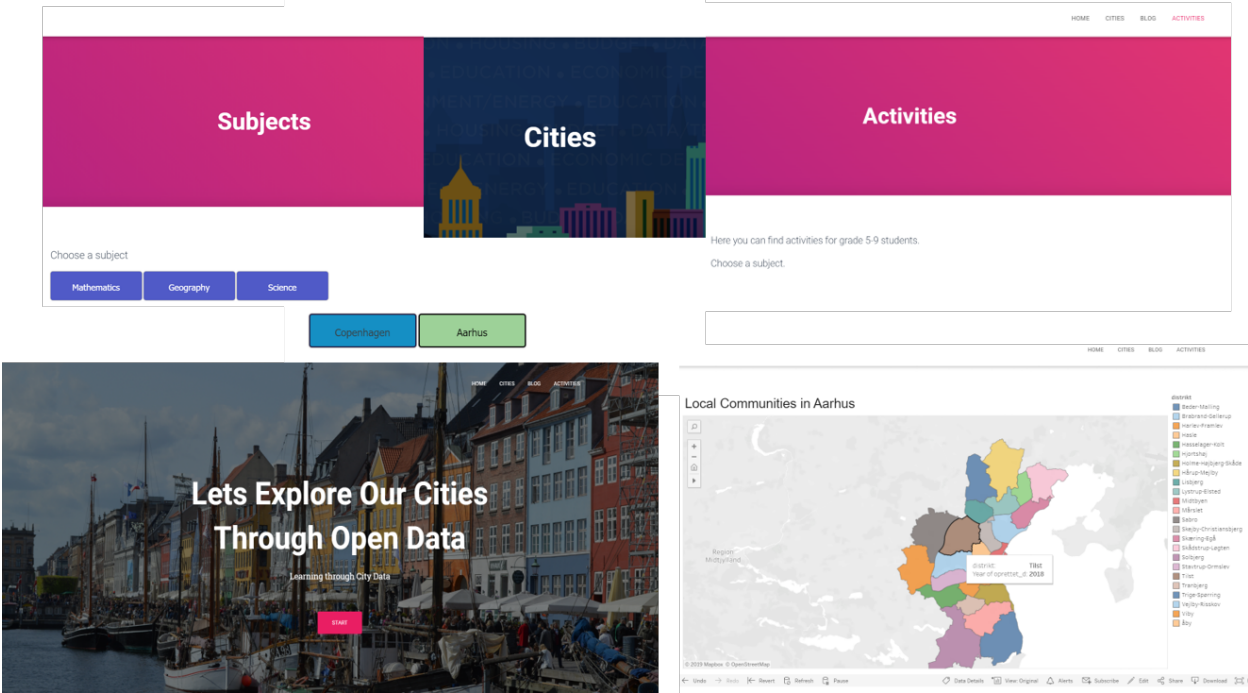 HOME CITIES BLOG ACTIVITIES
Subjects
Cities
Activities
Choose a subject
Mathematics Geography Science
Here you can find activities for grade 5-9 students.
Choose a subject.
Copenhagen Aarhus
HOME CITIES BLOG ACTIVITIES
Lets Explore Our Cities
Through Open Data
Learning through City Data
START
HOME CITIES BLOG ACTIVITIES
Local Communities in Aarhus
Region
Midtjylland
distrikt: Tilst
Year of oprettet_d: 2018
distrikt
Beder-Malling
Brabrand-Gellerup
Harlev-Framlev
Hasle
Hasselager-Kolt
Hjortshøj
Holme-Højbjerg-Skåde
Hårup-Mejlby
Lisbjerg
Lystrup-Elsted
Midtbyen
Mårslet
Sabro
Skejby-Christiansbjerg
Skæring-Egå
Skødstrup-Løgten
Solbjerg
Stavtrup-Ormslev
Tilst
Tranbjerg
Trige-Spørring
Vejlby-Risskov
Viby
Åby
© 2019 Mapbox © OpenStreetMap
Undo Redo Revert Refresh Pause Data Details View: Original Alerts Subscribe Edit Share Download